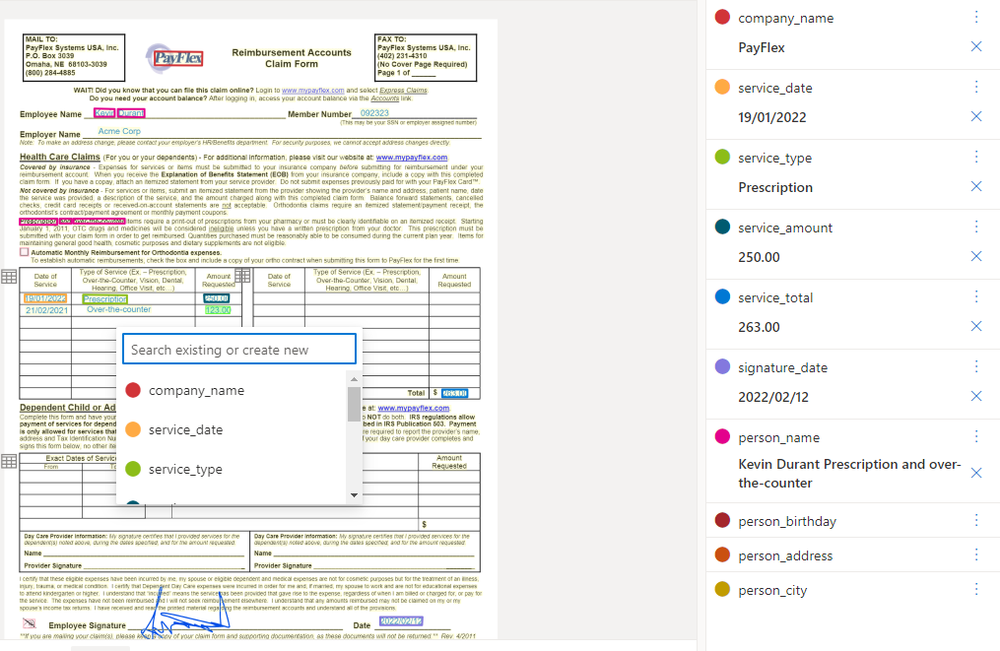 MAIL TO:
PayFlex Systems USA, Inc.
P.O. Box 3039
Omaha, NE 68103-3039
(800) 284-4885
PayFlex
Reimbursement Accounts
Claim Form
FAX TO:
PayFlex Systems USA, Inc.
(402) 231-4310
(No Cover Page Required)
Page 1 of ______
WAIT! Did you know that you can file this claim online? Login to www.mypayflex.com and select Express Claims.
Do you need your account balance? After logging in, access your account balance via the Accounts link.
Employee Name Kevin Durant Member Number 092323
(This may be your SSN or employer assigned number)
Employer Name Acme Corp
Note: To make an address change, please contact your employer's HR/Benefits department. For security purposes, we cannot accept address changes directly.
Health Care Claims (For you or your dependents) - For additional information, please visit our website at: www.mypayflex.com.
Covered by insurance - Expenses for services or items must be submitted to your insurance company before submitting for reimbursement under your
reimbursement account. When you receive the Explanation of Benefits Statement (EOB) from your insurance company, include a copy with this completed
claim form. If you have a copay, attach an itemized statement from your service provider. Do not submit expenses previously paid for with your PayFlex Card™.
Not covered by insurance - For services or items, submit an itemized statement from the provider showing the provider's name and address, patient name, date
the service was provided, a description of the service, and the amount charged along with this completed claim form. Balance forward statements, cancelled
checks, credit card receipts or received-on-account statements are not acceptable. Orthodontia claims require an itemized statement/payment receipt, the
orthodontist's contract/payment agreement or monthly payment coupons.
Prescription and over-the-counter items require a print-out of prescriptions from your pharmacy or must be clearly identifiable on an itemized receipt. Starting
January 1, 2011, OTC drugs and medicines will be considered ineligible unless you have a written prescription from your doctor. This prescription must be
submitted with your claim form in order to get reimbursed. Quantities purchased must be reasonably able to be consumed during the current plan year. Items for
maintaining general good health, cosmetic purposes and dietary supplements are not eligible.
Automatic Monthly Reimbursement for Orthodontia expenses.
To establish automatic reimbursements, check the box and include a copy of your ortho contract when submitting this form to PayFlex for the first time
Date of Service Type of Service (Ex. – Prescription, Over-the-Counter, Vision, Dental, Hearing, Office Visit, etc…) Amount Requested Date of Service Type of Service (Ex. – Prescription, Over-the-Counter, Vision, Dental, Hearing, Office Visit, etc…) Amount Requested
19/01/2022 Prescription 250.00
21/02/2021 Over-the-counter 123.00
Total $ 263.00
Dependent Child or Ad
e at: www.mypayflex.com.
Complete this form and have your
NOT do both. IRS regulations allow
payment of services for depend
bed in IRS Publication 503. Payment
is only allowed for services tha
re required to report the provider's name,
address and Tax Identification Nu
f your day care provider completes and
signs this form below, no other ite
Exact Dates of Service
From
Amount Requested
$
Day Care Provider information: My signature certifies that I provided services for the
dependent(s) noted above, during the dates specified, and for the amount requested.
Name
Provider Signature
Day Care Provider information: My signature certifies that I provided services for the
dependent(s) noted above, during the dates specified, and for the amount requested.
Name
Provider Signature
I certify that these eligible expenses have been incurred by me, my spouse or eligible dependent and medical expenses are not for cosmetic purposes but for the treatment of an illness,
injury, trauma, or medical condition. I certify that Dependent Day Care expenses were incurred in order for me and, if married, my spouse to work and are not for educational expenses
to attend kindergarten or higher. I understand that "incurred" means the service has been provided that gave rise to the expense, regardless of when I am billed or charged for, or pay for
the service. The expenses have not been reimbursed and I will not seek reimbursement elsewhere. I understand that any amounts reimbursed may not be claimed on my or my
spouse's income tax returns. I have received and read the printed material regarding the reimbursement accounts and understand all of the provisions.
Employee Signature Date 2022/02/12
**If you are mailing your claim(s), please keep a copy of your claim form and supporting documentation, as these documents will not be returned.** Rev. 4/2011
Search existing or create new
company_name
service_date
service_type
company_name
PayFlex
service_date
19/01/2022
service_type
Prescription
service_amount
250.00
service_total
263.00
signature_date
2022/02/12
person_name
Kevin Durant Prescription and over-
the-counter
person_birthday
person_address
person_city